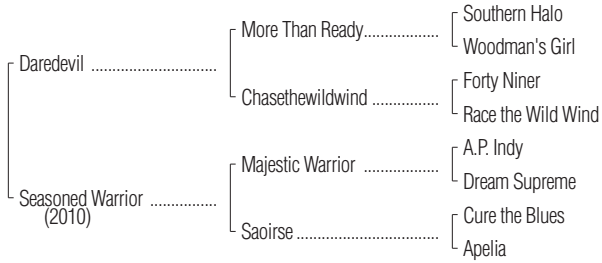 Southern Halo
More Than Ready..................
Woodman's Girl
Daredevil ..............................
Forty Niner
Chasethewildwind ................
Race the Wild Wind
A.P. Indy
Majestic Warrior ..................
Dream Supreme
Seasoned Warrior ................
(2010)
Cure the Blues
Saoirse ..................................
Apelia